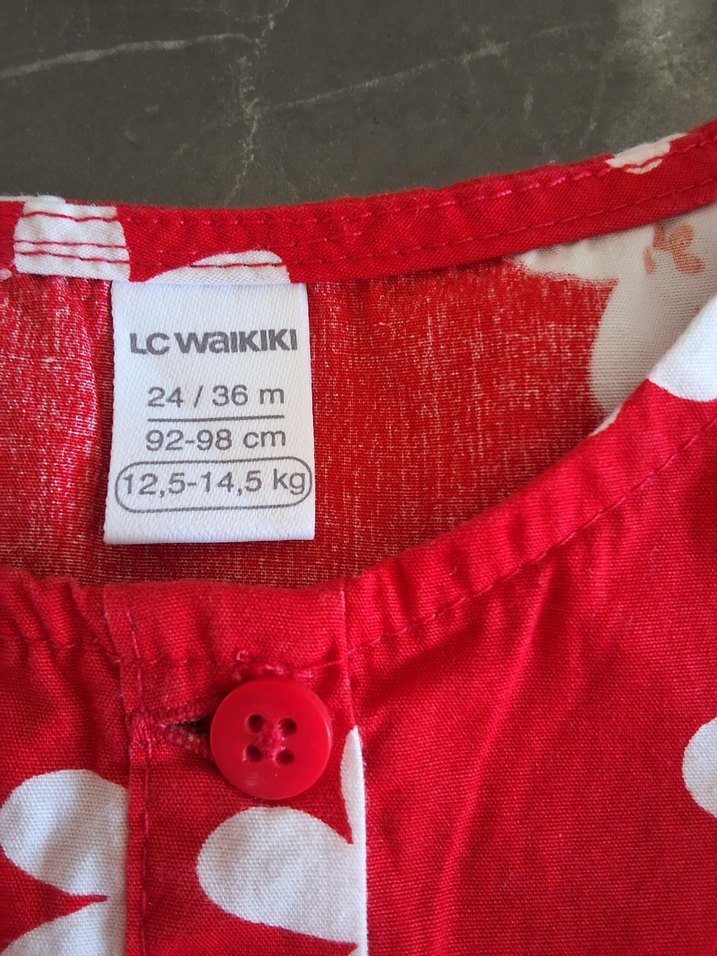 LC WAIKIKI
24 / 36 m
92-98 cm
12,5-14,5 kg